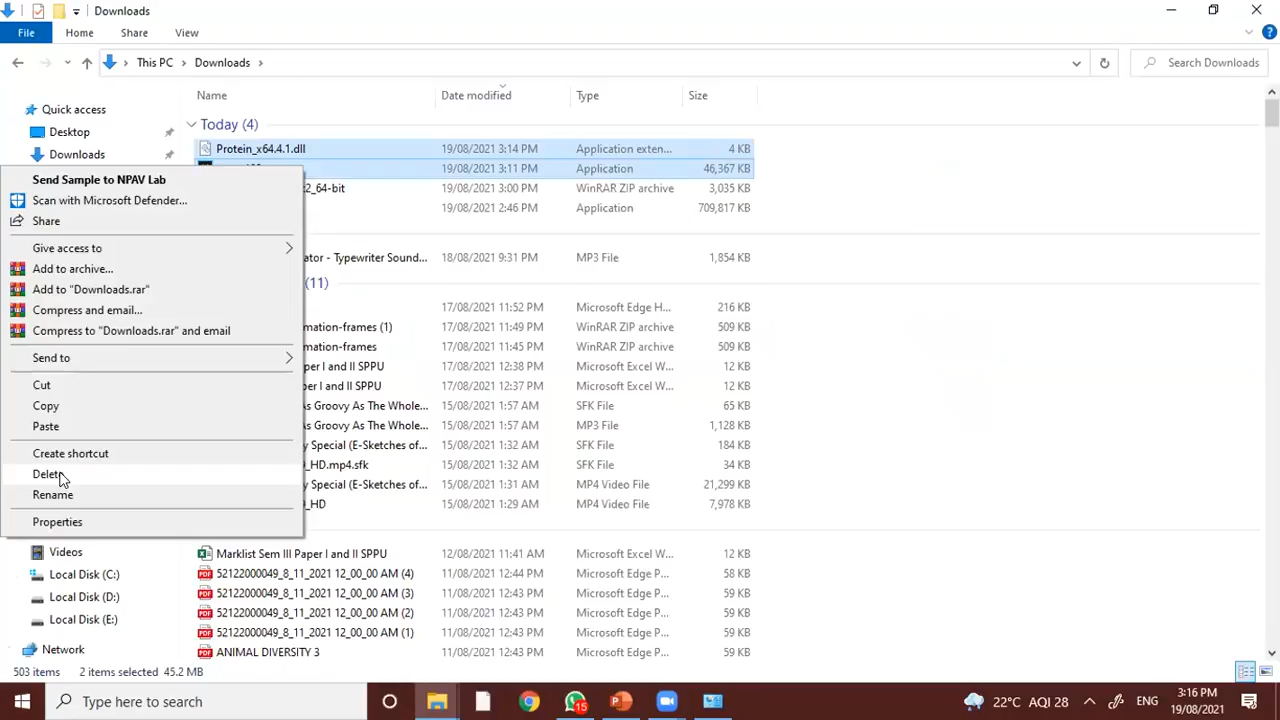 Downloads
File Home Share View
This PC Downloads Search Downloads
Name Date modified Type Size
Quick access
Desktop
Downloads
Today (4)
Protein_x64.4.1.dll 19/08/2021 3:14 PM Application exten... 4 KB
19/08/2021 3:11 PM Application 46,367 KB
2_64-bit 19/08/2021 3:00 PM WinRAR ZIP archive 3,035 KB
19/08/2021 2:46 PM Application 709,817 KB
ator - Typewriter Sound... 18/08/2021 9:31 PM MP3 File 1,854 KB
(11)
17/08/2021 11:52 PM Microsoft Edge H... 216 KB
mation-frames (1) 17/08/2021 11:49 PM WinRAR ZIP archive 509 KB
mation-frames 17/08/2021 11:45 PM WinRAR ZIP archive 509 KB
Paper I and II SPPU 17/08/2021 12:38 PM Microsoft Excel W... 12 KB
per I and II SPPU 17/08/2021 12:37 PM Microsoft Excel W... 12 KB
As Groovy As The Whole... 15/08/2021 1:57 AM SFK File 65 KB
As Groovy As The Whole... 15/08/2021 1:57 AM MP3 File 1,128 KB
y Special (E-Sketches of... 15/08/2021 1:32 AM SFK File 184 KB
_HD.mp4.sfk 15/08/2021 1:32 AM SFK File 34 KB
y Special (E-Sketches of... 15/08/2021 1:31 AM MP4 Video File 21,299 KB
_HD 15/08/2021 1:29 AM MP4 Video File 7,978 KB
Marklist Sem III Paper I and II SPPU 12/08/2021 11:41 AM Microsoft Excel W... 12 KB
52122000049_8_11_2021 12_00_00 AM (4) 11/08/2021 12:44 PM Microsoft Edge P... 58 KB
52122000049_8_11_2021 12_00_00 AM (3) 11/08/2021 12:43 PM Microsoft Edge P... 59 KB
52122000049_8_11_2021 12_00_00 AM (2) 11/08/2021 12:43 PM Microsoft Edge P... 59 KB
52122000049_8_11_2021 12_00_00 AM (1) 11/08/2021 12:43 PM Microsoft Edge P... 59 KB
ANIMAL DIVERSITY 3 11/08/2021 12:43 PM Microsoft Edge P... 59 KB
Send Sample to NPAV Lab
Scan with Microsoft Defender...
Share
Give access to
Add to archive...
Add to "Downloads.rar"
Compress and email...
Compress to "Downloads.rar" and email
Send to
Cut
Copy
Paste
Create shortcut
Delete
Rename
Properties
Videos
Local Disk (C:)
Local Disk (D:)
Local Disk (E:)
Network
503 items 2 items selected 45.2 MB
Type here to search 15 22°C AQI 28 ENG 3:16 PM
19/08/2021